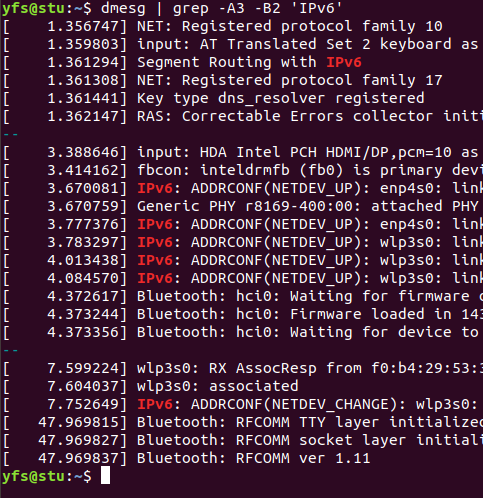 yfs@stu:~$ dmesg | grep -A3 -B2 'IPv6'
[    1.356747] NET: Registered protocol family 10
[    1.359803] input: AT Translated Set 2 keyboard as
[    1.361294] Segment Routing with IPv6
[    1.361308] NET: Registered protocol family 17
[    1.361441] Key type dns_resolver registered
[    1.362147] RAS: Correctable Errors collector initi
--
[    3.388646] input: HDA Intel PCH HDMI/DP,pcm=10 as
[    3.414162] fbcon: inteldrmfb (fb0) is primary devi
[    3.670081] IPv6: ADDRCONF(NETDEV_UP): enp4s0: link
[    3.670759] Generic PHY r8169-400:00: attached PHY
[    3.777376] IPv6: ADDRCONF(NETDEV_UP): enp4s0: link
[    3.783297] IPv6: ADDRCONF(NETDEV_UP): wlp3s0: link
[    4.013438] IPv6: ADDRCONF(NETDEV_UP): wlp3s0: link
[    4.084570] IPv6: ADDRCONF(NETDEV_UP): wlp3s0: link
[    4.372617] Bluetooth: hci0: Waiting for firmware
[    4.373244] Bluetooth: hci0: Firmware loaded in 143
[    4.373356] Bluetooth: hci0: Waiting for device to
--
[    7.599224] wlp3s0: RX AssocResp from f0:b4:29:53:3
[    7.604037] wlp3s0: associated
[    7.752649] IPv6: ADDRCONF(NETDEV_CHANGE): wlp3s0:
[   47.969815] Bluetooth: RFCOMM TTY layer initialized
[   47.969827] Bluetooth: RFCOMM socket layer initiali
[   47.969837] Bluetooth: RFCOMM ver 1.11
yfs@stu:~$